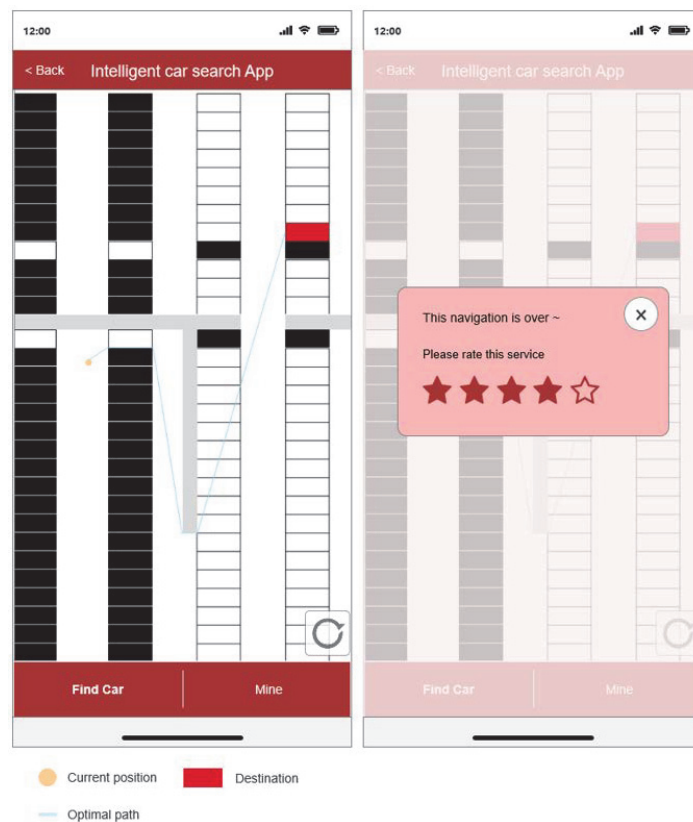 12:00
< Back Intelligent car search App
Find Car Mine
12:00
< Back Intelligent car search App
This navigation is over ~
Please rate this service
Find Car Mine
Current position Destination
Optimal path